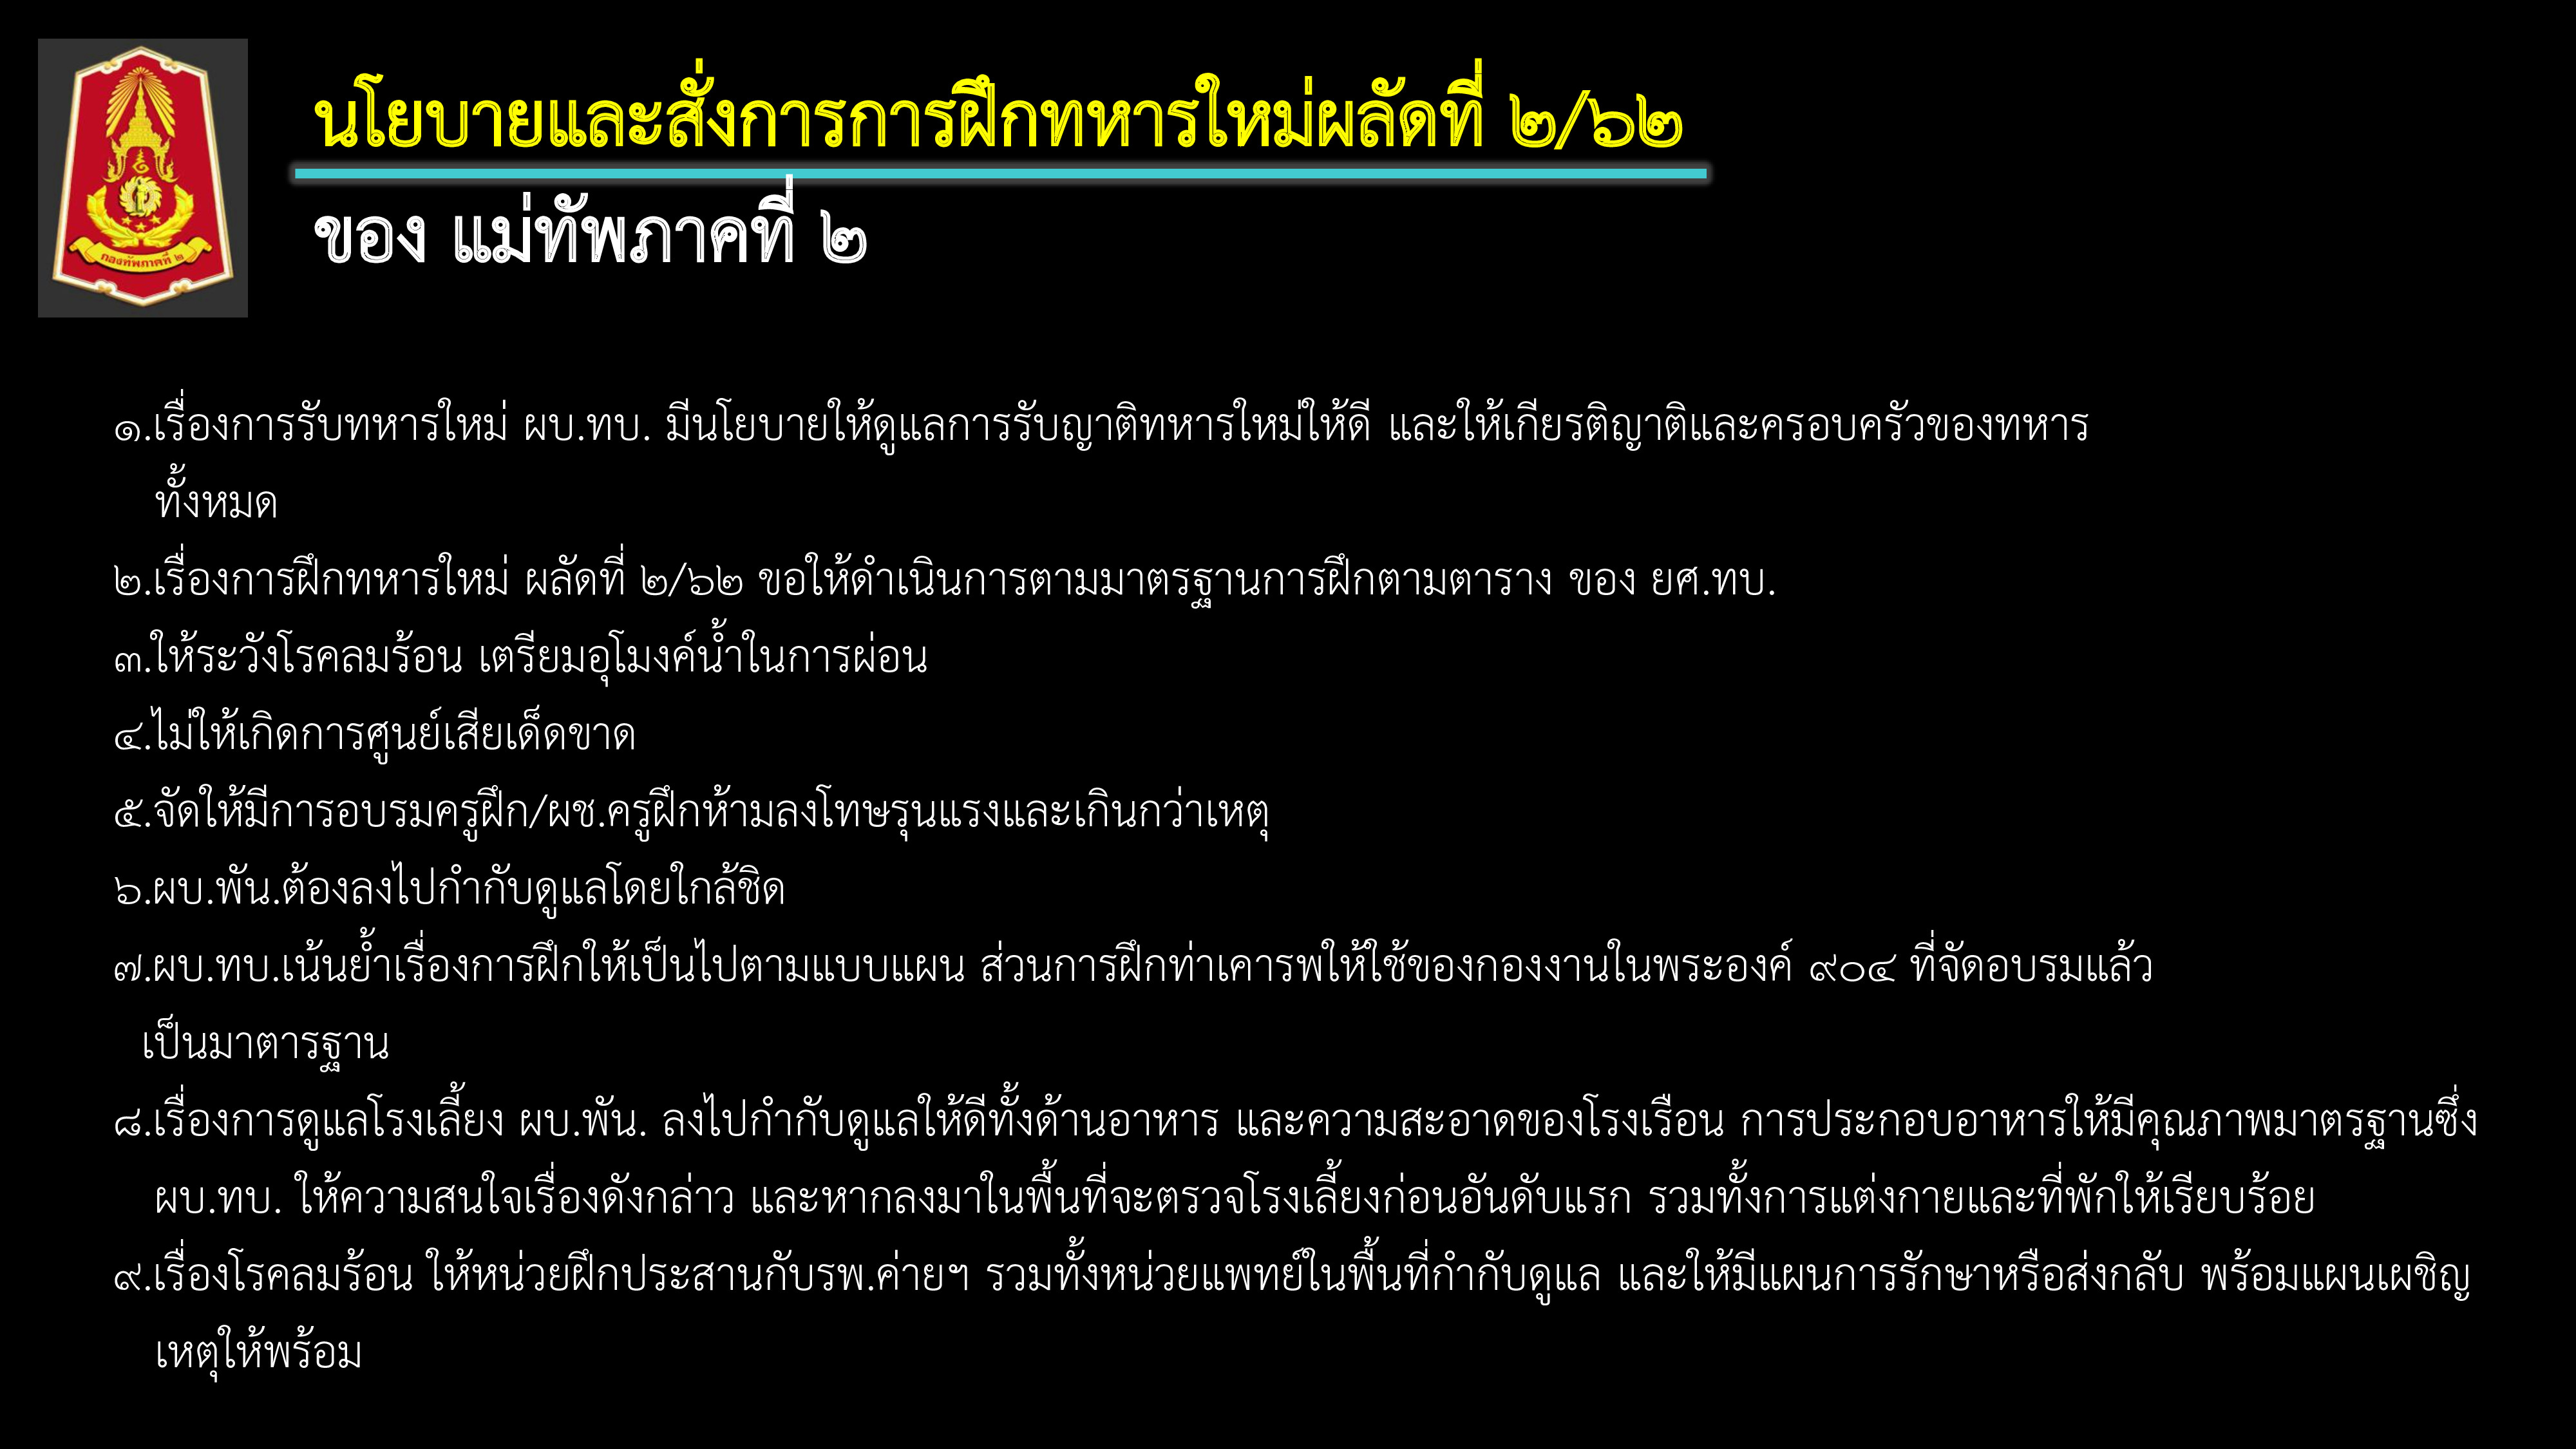 นโยบายและสั่งการการฝึกทหารใหม่ผลัดที่ ๒/๖๒
ของ แม่ทัพภาคที่ ๒
กองทัพภาคที่ ๒
๑.เรื่องการรับทหารใหม่ ผบ.ทบ. มีนโยบายให้ดูแลการรับญาติทหารใหม่ให้ดี และให้เกียรติญาติและครอบครัวของทหาร
ทั้งหมด
๒.เรื่องการฝึกทหารใหม่ ผลัดที่ ๒/๖๒ ขอให้ดำเนินการตามมาตรฐานการฝึกตามตาราง ของ ยศ.ทบ.
๓.ให้ระวังโรคลมร้อน เตรียมอุโมงค์น้ำในการผ่อน
๔.ไม่ให้เกิดการศูนย์เสียเด็ดขาด
๕.จัดให้มีการอบรมครูฝึก/ผช.ครูฝึกห้ามลงโทษรุนแรงและเกินกว่าเหตุ
๖.ผบ.พัน.ต้องลงไปกำกับดูแลโดยใกล้ชิด
๗.ผบ.ทบ.เน้นย้ำเรื่องการฝึกให้เป็นไปตามแบบแผน ส่วนการฝึกท่าเคารพให้ใช้ของกองงานในพระองค์ ๙๐๔ ที่จัดอบรมแล้ว
เป็นมาตารฐาน
๘.เรื่องการดูแลโรงเลี้ยง ผบ.พัน. ลงไปกำกับดูแลให้ดีทั้งด้านอาหาร และความสะอาดของโรงเรือน การประกอบอาหารให้มีคุณภาพมาตรฐานซึ่ง
ผบ.ทบ. ให้ความสนใจเรื่องดังกล่าว และหากลงมาในพื้นที่จะตรวจโรงเลี้ยงก่อนอันดับแรก รวมทั้งการแต่งกายและที่พักให้เรียบร้อย
๙.เรื่องโรคลมร้อน ให้หน่วยฝึกประสานกับรพ.ค่ายฯ รวมทั้งหน่วยแพทย์ในพื้นที่กำกับดูแล และให้มีแผนการรักษาหรือส่งกลับ พร้อมแผนเผชิญ
เหตุให้พร้อม